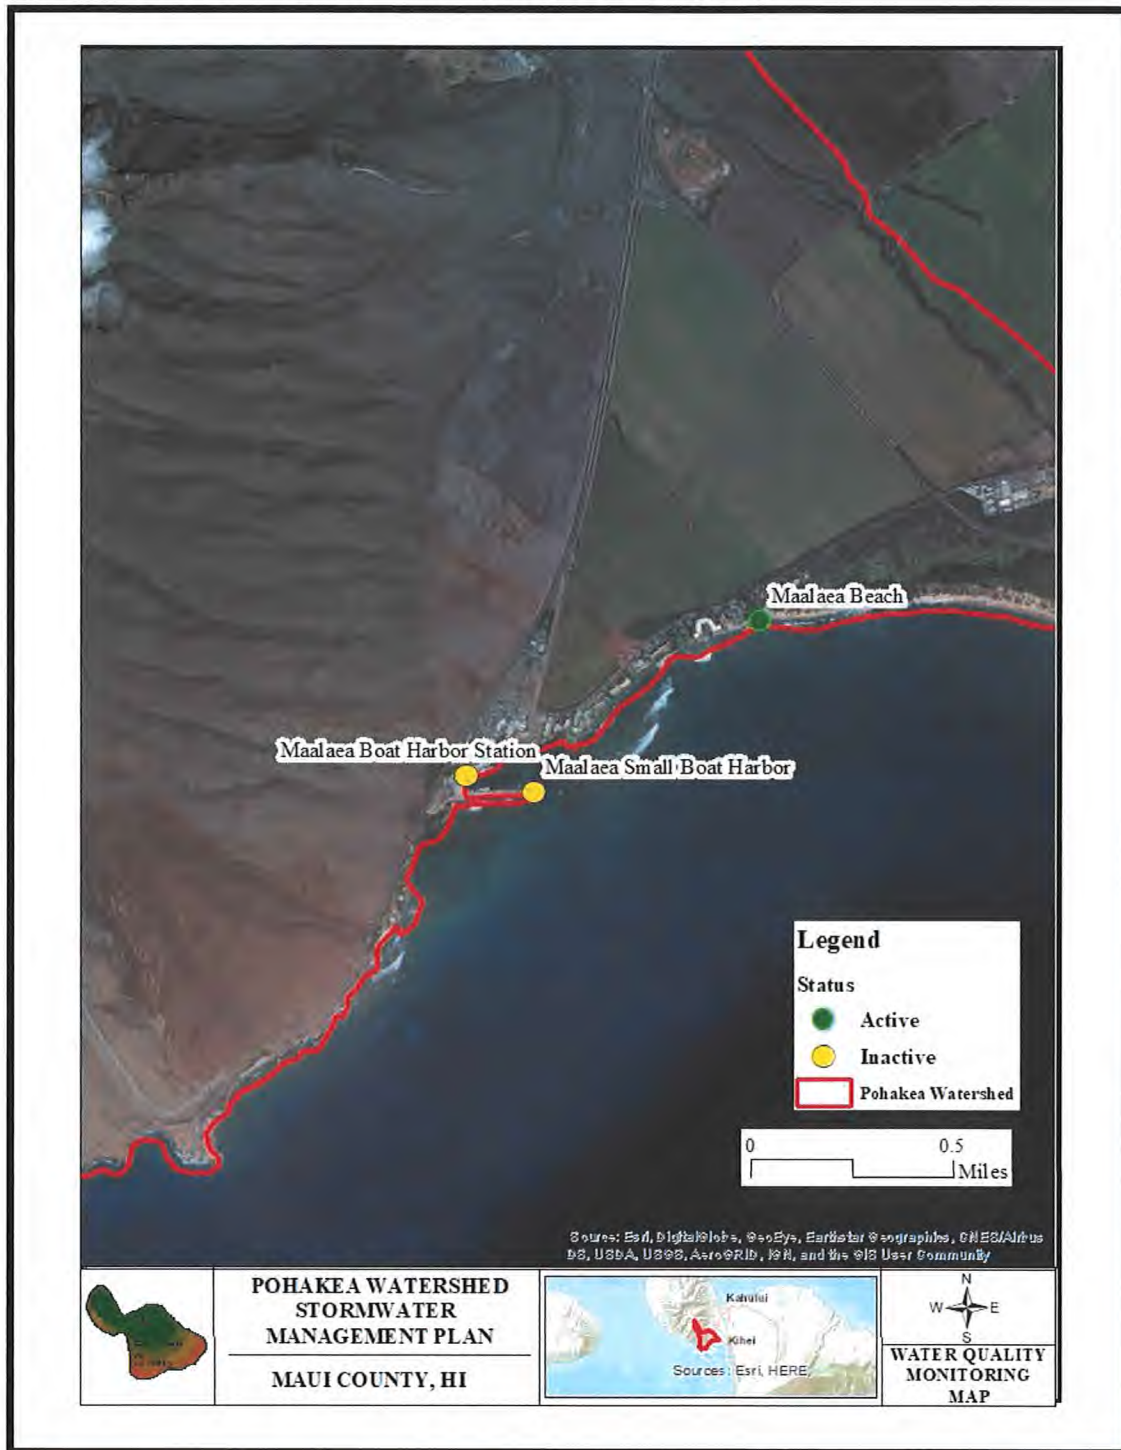 Maalaea Beach
Maalaea Boat Harbor Station
Maalaea Small Boat Harbor
Legend
Status
Active
Inactive
Pohakea Watershed
0 0.5
Miles
Source: Esri, DigitalGlobe, GeoEye, Earthstar Geographics, CNES/Airbus
DS, USDA, USGS, AeroGRID, IGN, and the GIS User Community
POHAKEA WATERSHED
STORMWATER
MANAGEMENT PLAN
MAUI COUNTY, HI
Kahului
Kihei
Sources: Esri, HERE,
N
W E
S
WATER QUALITY
MONITORING
MAP